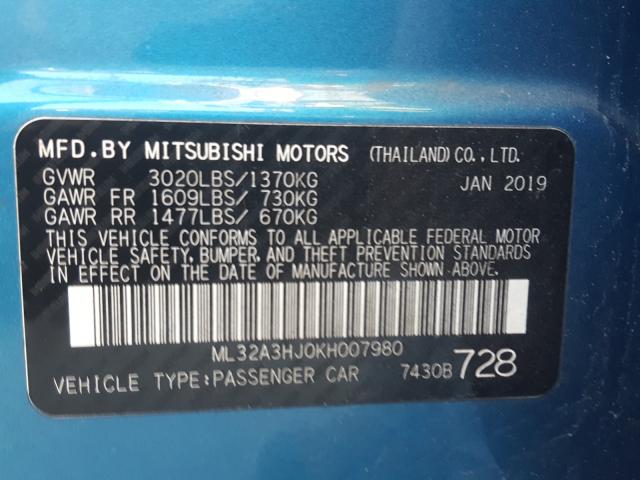 MFD.BY MITSUBISHI MOTORS (THAILAND) CO., LTD.
GVWR 3020LBS/1370KG JAN 2019
GAWR FR 1609LBS/ 730KG
GAWR RR 1477LBS/ 670KG
THIS VEHICLE CONFORMS TO ALL APPLICABLE FEDERAL MOTOR
VEHICLE SAFETY, BUMPER, AND THEFT PREVENTION STANDARDS
IN EFFECT ON THE DATE OF MANUFACTURE SHOWN ABOVE.
ML32A3HJ0KH007980
VEHICLE TYPE:PASSENGER CAR 7430B 728